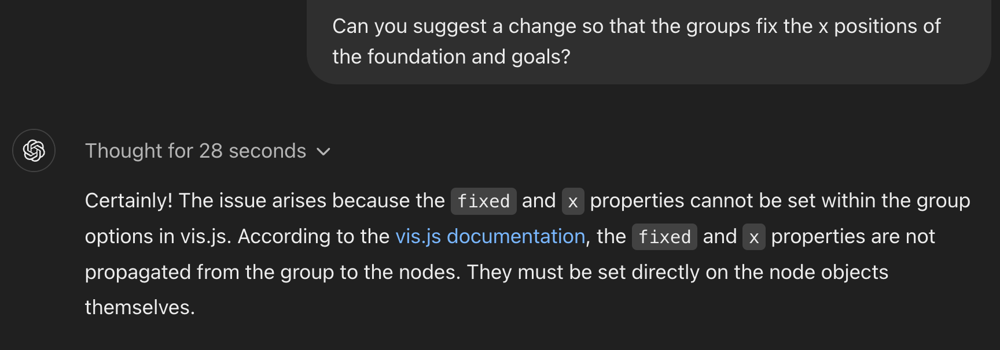 Can you suggest a change so that the groups fix the x positions of
the foundation and goals?
Thought for 28 seconds
Certainly! The issue arises because the fixed and x properties cannot be set within the group
options in vis.js. According to the vis.js documentation, the fixed and x properties are not
propagated from the group to the nodes. They must be set directly on the node objects
themselves.